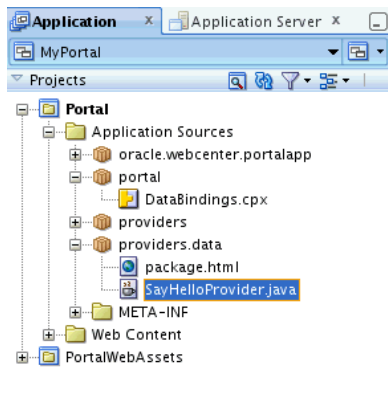 Application x Application Server x
MyPortal
Projects
Portal
Application Sources
oracle.webcenter.portalapp
portal
DataBindings.cpx
providers
providers.data
package.html
SayHelloProvider.java
META-INF
Web Content
PortalWebAssets